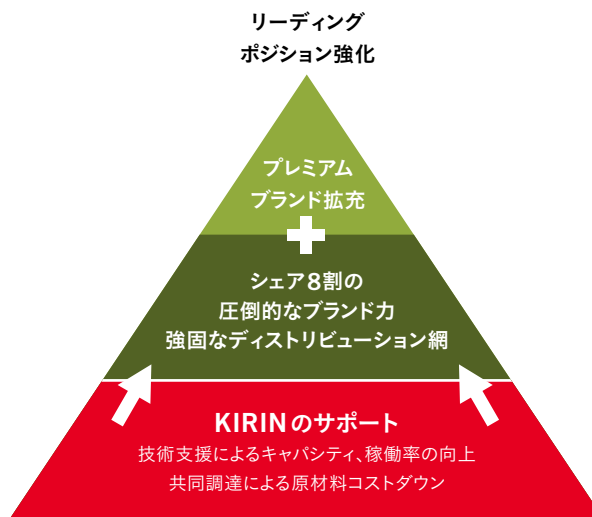 リーディング
ポジション強化
プレミアム
ブランド拡充
シェア8割の
圧倒的なブランド力
強固なディストリビューション網
KIRINのサポート
技術支援によるキャパシティ、稼働率の向上
共同調達による原材料コストダウン